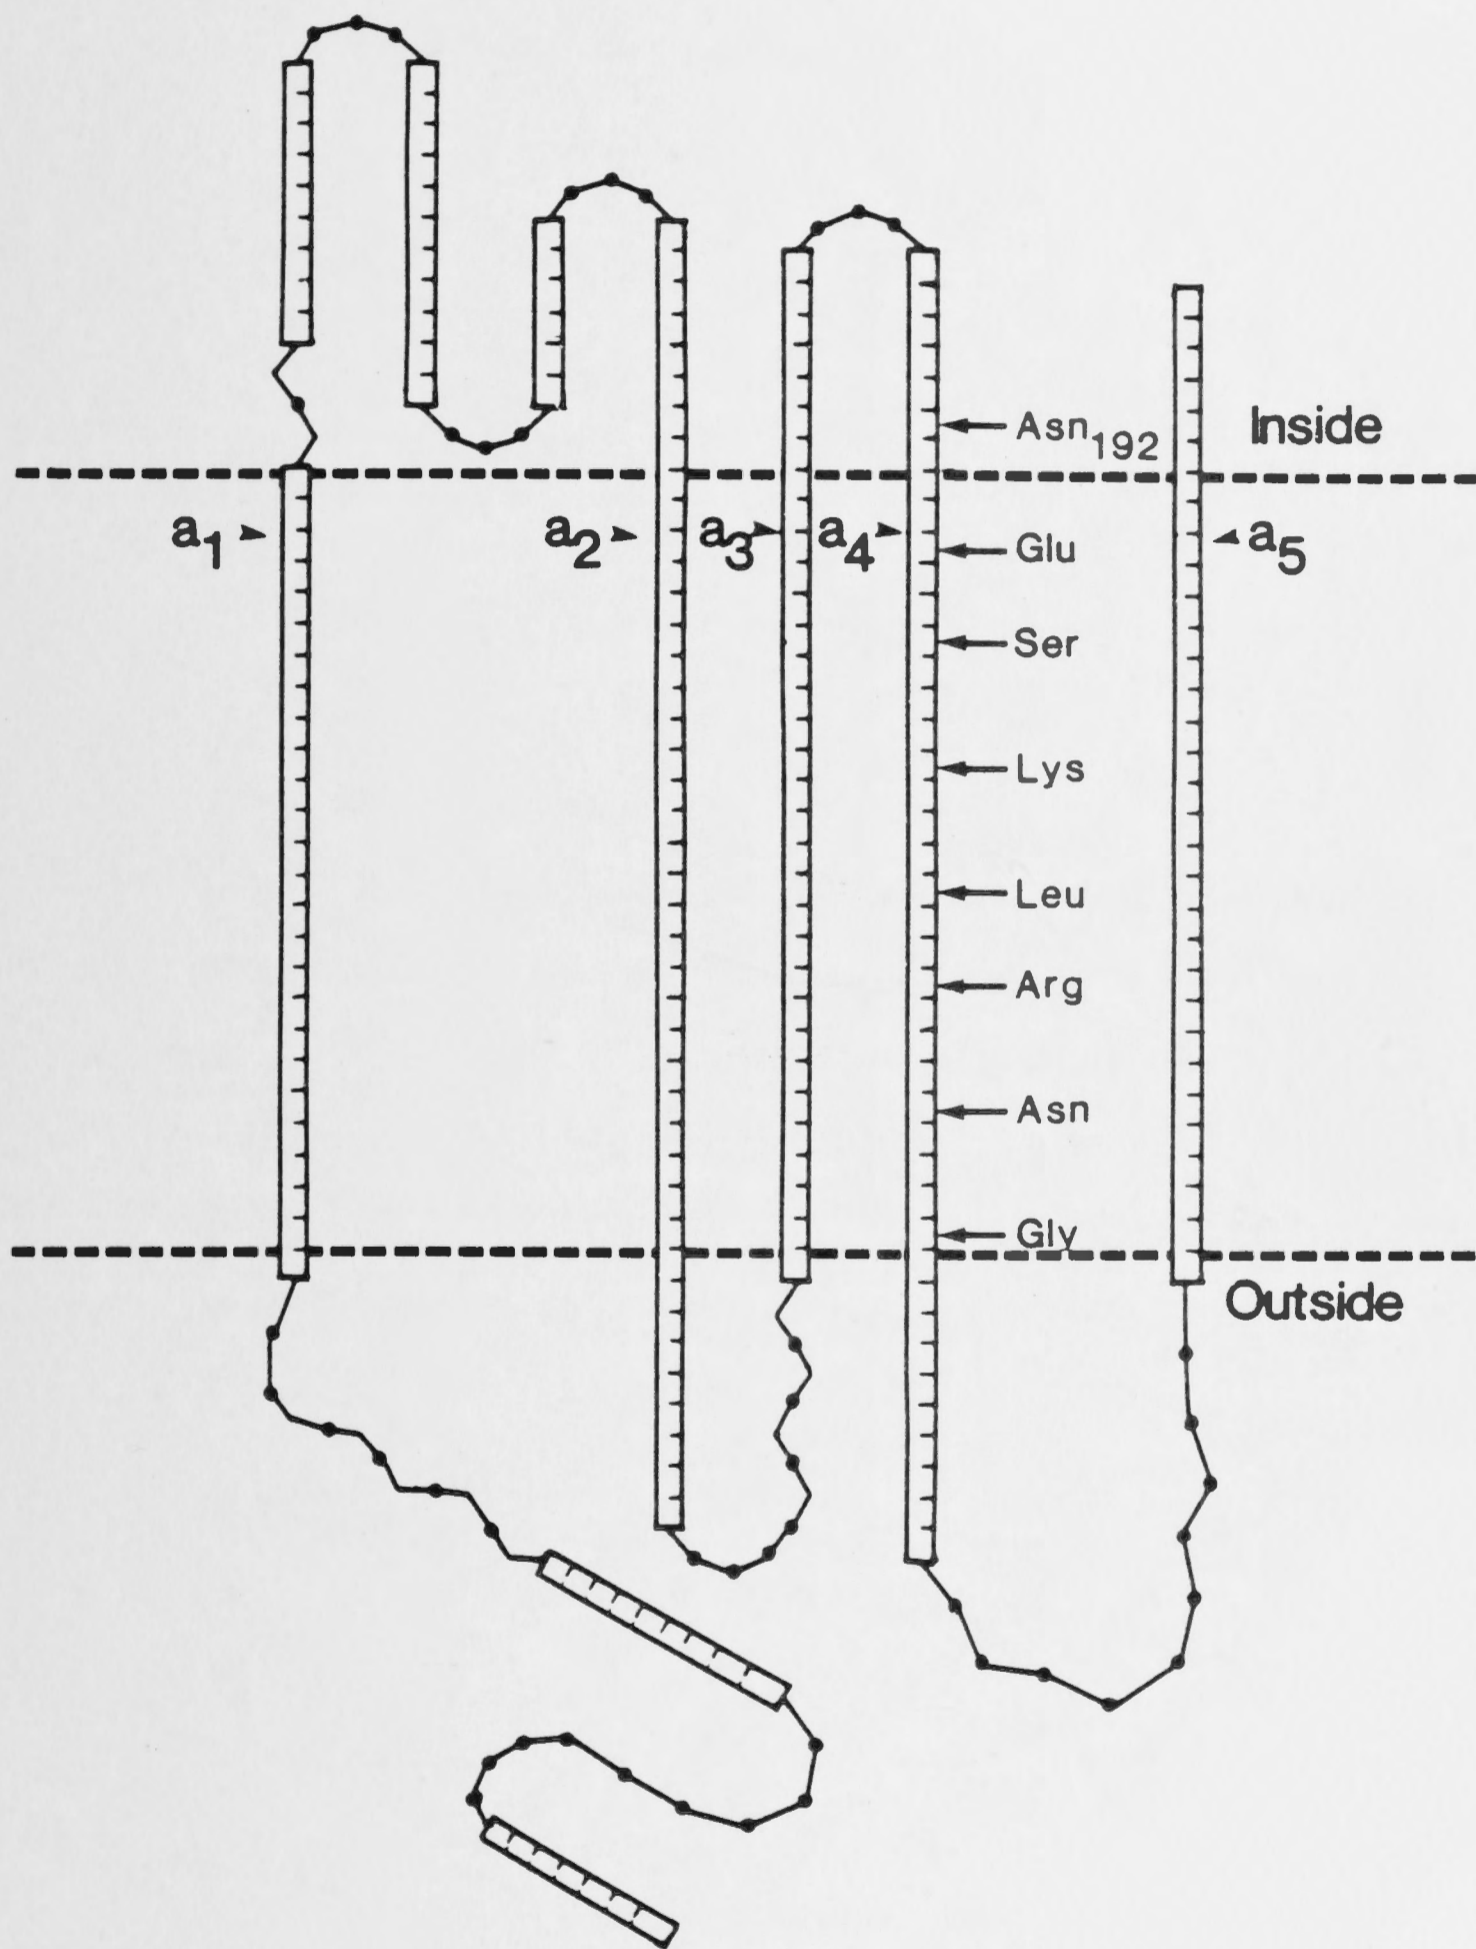 Asn192
Inside
a1
a2
a3
a4
Glu
a5
Ser
Lys
Leu
Arg
Asn
Gly
Outside